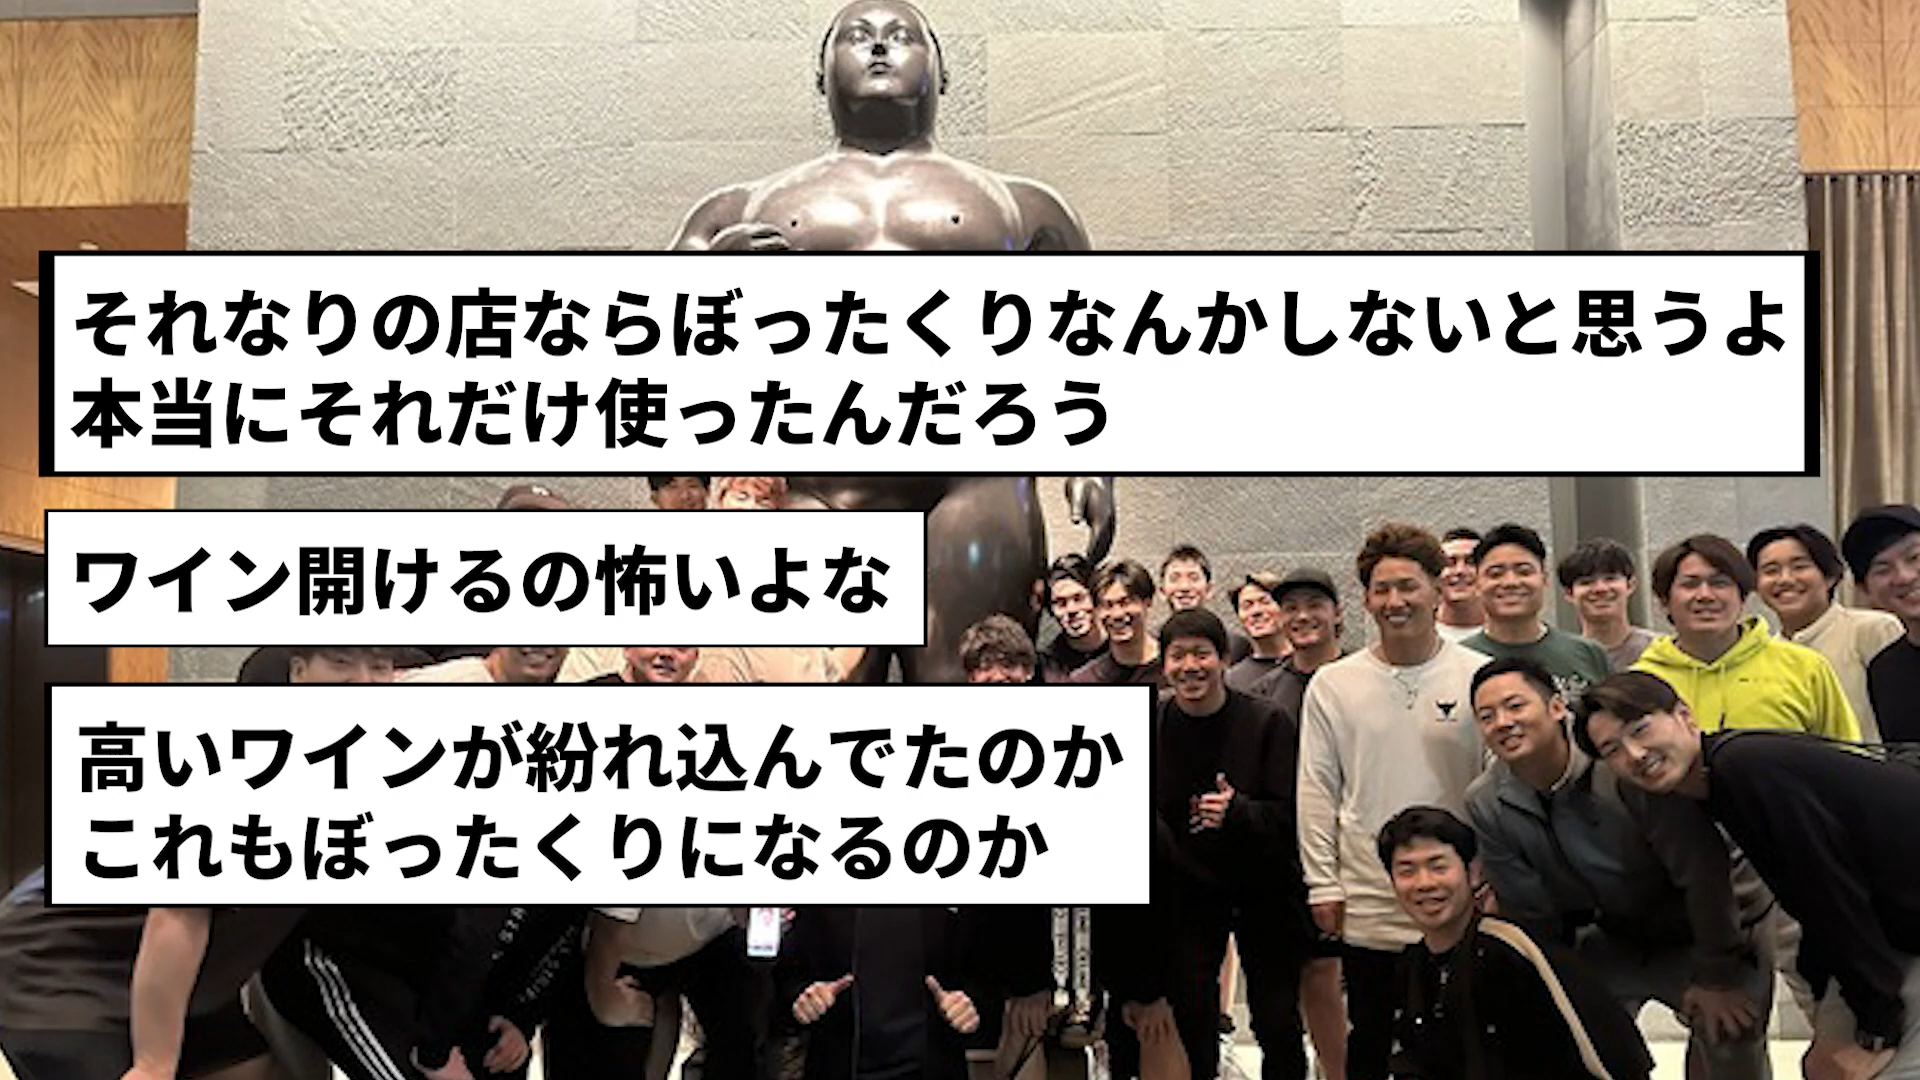 それなりの店ならぼったくりなんかしないと思うよ
本当にそれだけ使ったんだろう
ワイン開けるの怖いよな
高いワインが紛れ込んでたのか
これもぼったくりになるのか